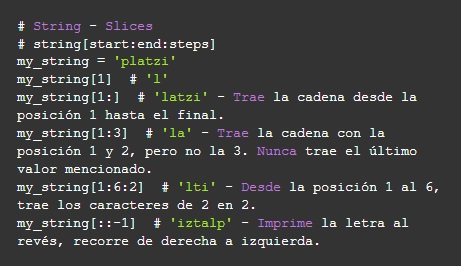 # String - Slices
# string[start:end:steps]
my_string = 'platzi'
my_string[1]  # 'l'
my_string[1:]  # 'latzi' - Trae la cadena desde la
posición 1 hasta el final.
my_string[1:3]  # 'la' - Trae la cadena con la
posición 1 y 2, pero no la 3. Nunca trae el último
valor mencionado.
my_string[1:6:2]  # 'lti' - Desde la posición 1 al 6,
trae los caracteres de 2 en 2.
my_string[::-1]  # 'iztalp' - Imprime la letra al
revés, recorre de derecha a izquierda.